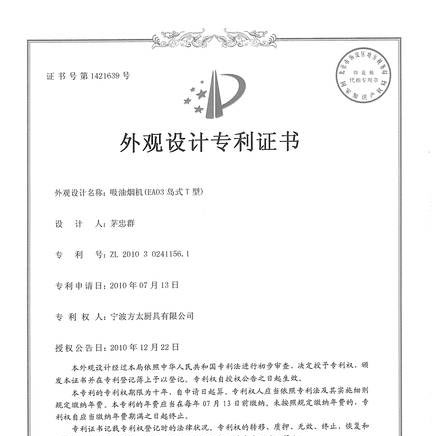 证书号第1421639号
外观设计专利证书
外观设计名称:吸油烟机(EA03岛式T型)
设 计 人:茅忠群
专 利 号:ZL 2010 3 0241156.1
专利申请日:2010年07月13日
专 利 权 人:宁波方太厨具有限公司
授权公告日:2010年12月22日
本外观设计经过本局依照中华人民共和国专利法进行初步审查,决定授予专利权,颁
发本证书并在专利登记簿上予以登记。专利权自授权公告之日起生效。
本专利的专利权期限为十年,自申请日起算。专利权人应当依照专利法及其实施细则
规定缴纳年费。本专利的年费应当在每年07月13日前缴纳。未按照规定缴纳年费的,专
利权自应当缴纳年费期满之日起终止。
专利证书记载专利权登记时的法律状况。专利权的转移、质押、无效、终止、恢复和